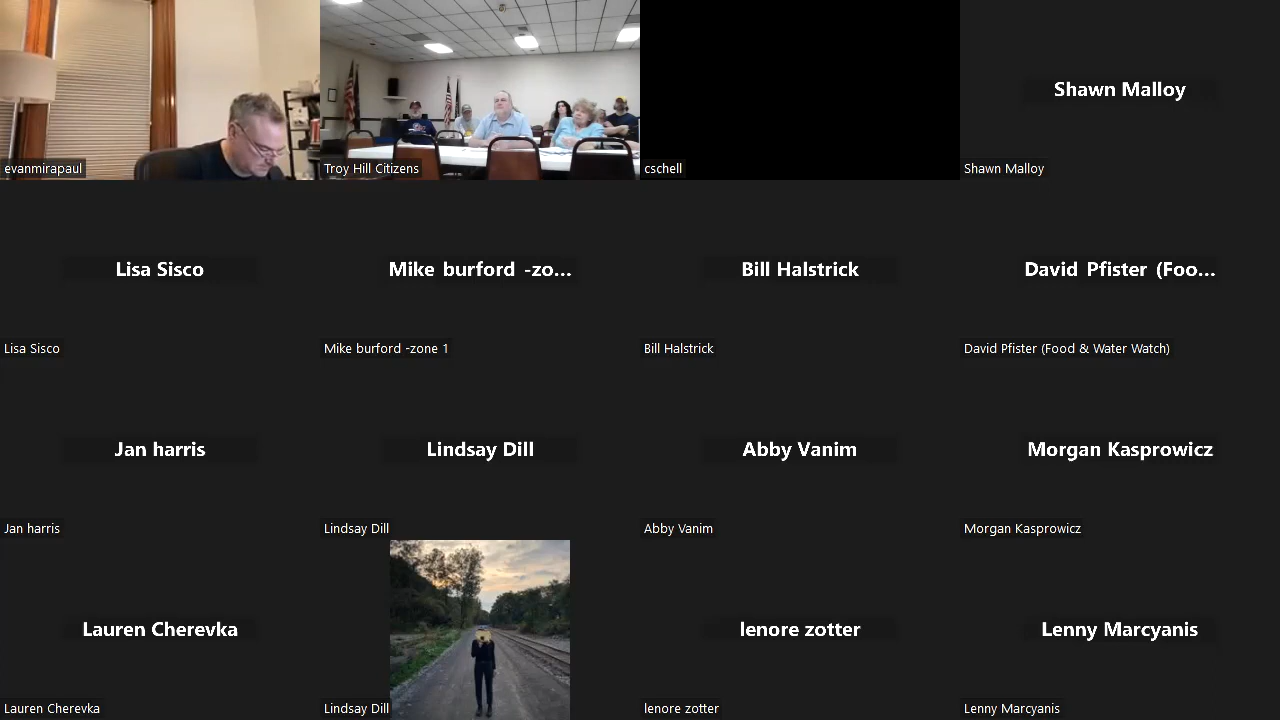 evanmirapaul
Troy Hill Citizens
cschell
Shawn Malloy
Shawn Malloy
Lisa Sisco
Mike burford -zo...
Bill Halstrick
David Pfister (Foo...
Lisa Sisco
Mike burford -zone 1
Bill Halstrick
David Pfister (Food & Water Watch)
Jan harris
Lindsay Dill
Abby Vanim
Morgan Kasprowicz
Jan harris
Lindsay Dill
Abby Vanim
Morgan Kasprowicz
Lauren Cherevka
lenore zotter
Lenny Marcyanis
Lauren Cherevka
Lindsay Dill
lenore zotter
Lenny Marcyanis